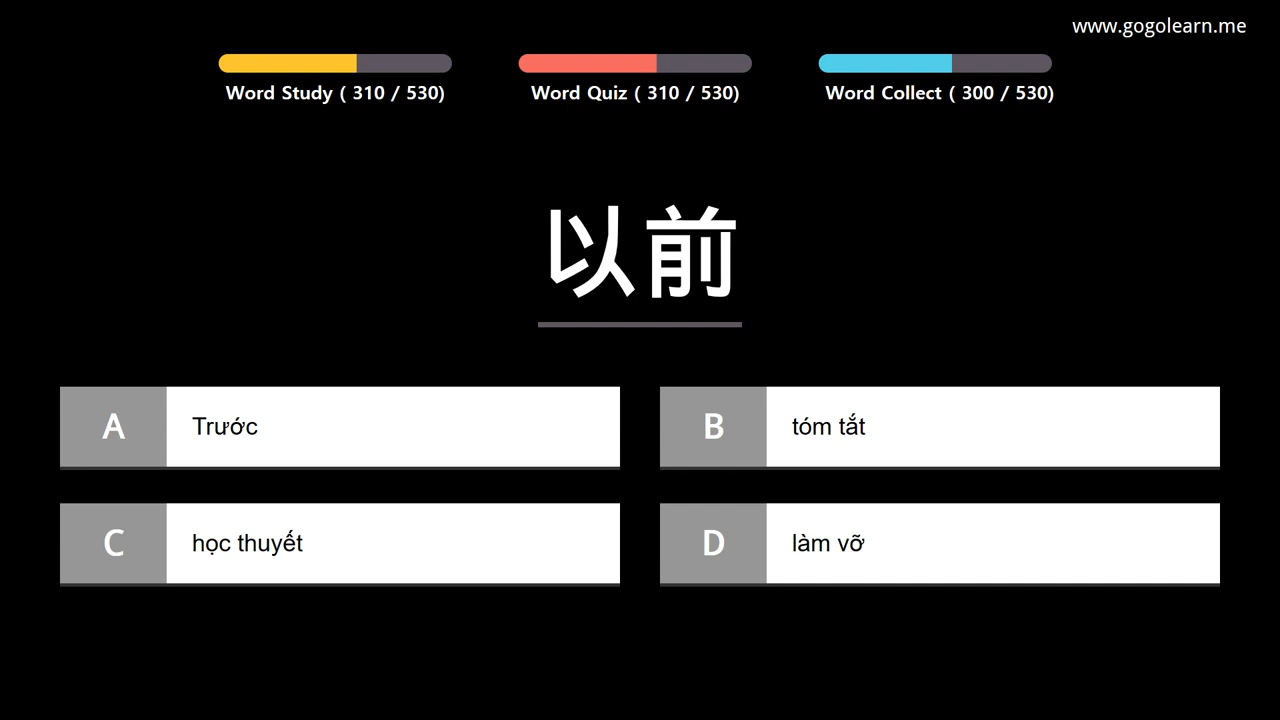 www.gogolearn.me
Word Study ( 310 / 530)
Word Quiz ( 310 / 530)
Word Collect ( 300 / 530)
以前
A Trước
B tóm tắt
C học thuyết
D làm vỡ